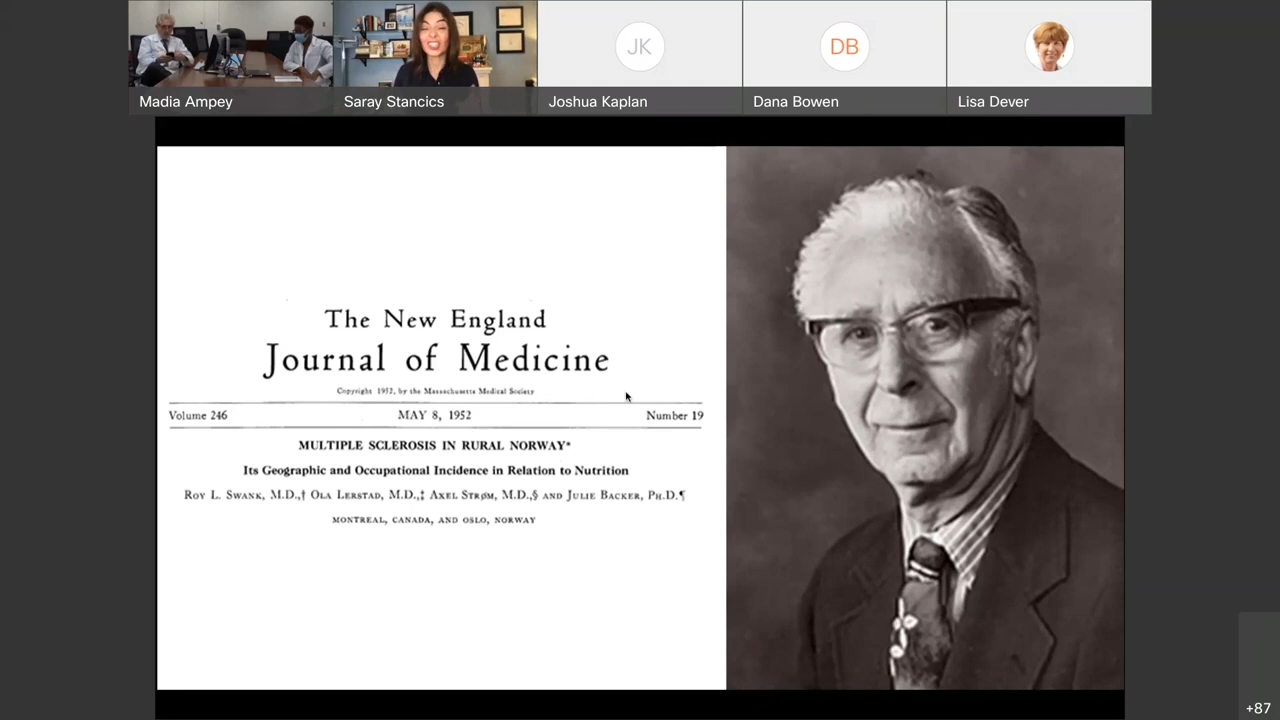 Madia Ampey
Saray Stancics
JK
Joshua Kaplan
DB
Dana Bowen
Lisa Dever
The New England
Journal of Medicine
Copyright 1952, by the Massachusetts Medical Society
Volume 246 MAY 8, 1952 Number 19
MULTIPLE SCLEROSIS IN RURAL NORWAY*
Its Geographic and Occupational Incidence in Relation to Nutrition
Roy L. Swank, M.D.,† Ola Lerstad, M.D.,‡ Axel Strøm, M.D.,§ and Julie Backer, Ph.D.¶
MONTREAL, CANADA, AND OSLO, NORWAY
+87